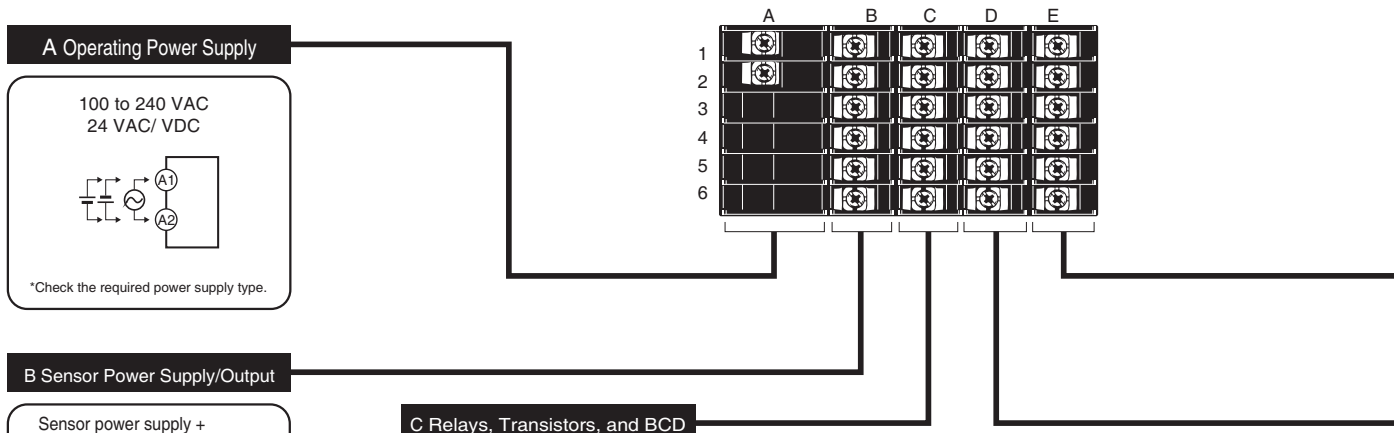 A B C D E
A Operating Power Supply
1
2
3
4
5
6
100 to 240 VAC
24 VAC/ VDC
A1
A2
*Check the required power supply type.
B Sensor Power Supply/Output
Sensor power supply +
C Relays, Transistors, and BCD